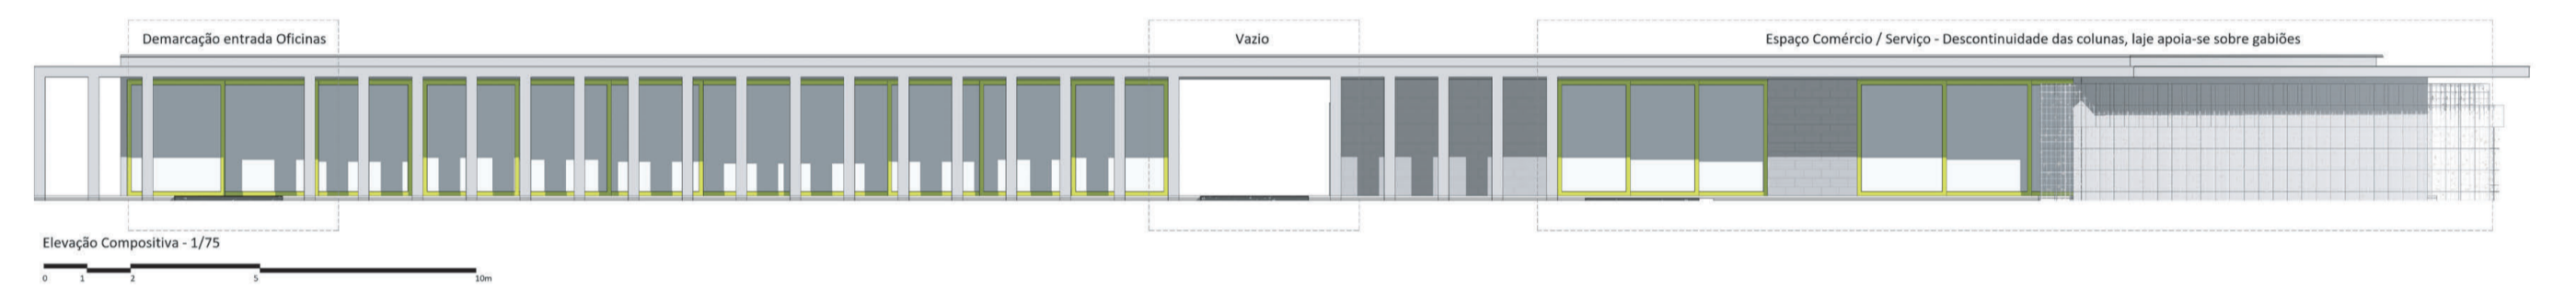 Demarcação entrada Oficinas
Vazio
Espaço Comércio / Serviço - Descontinuidade das colunas, laje apoia-se sobre gabiões
Elevação Compositiva - 1/75
0 1 2 5 10m